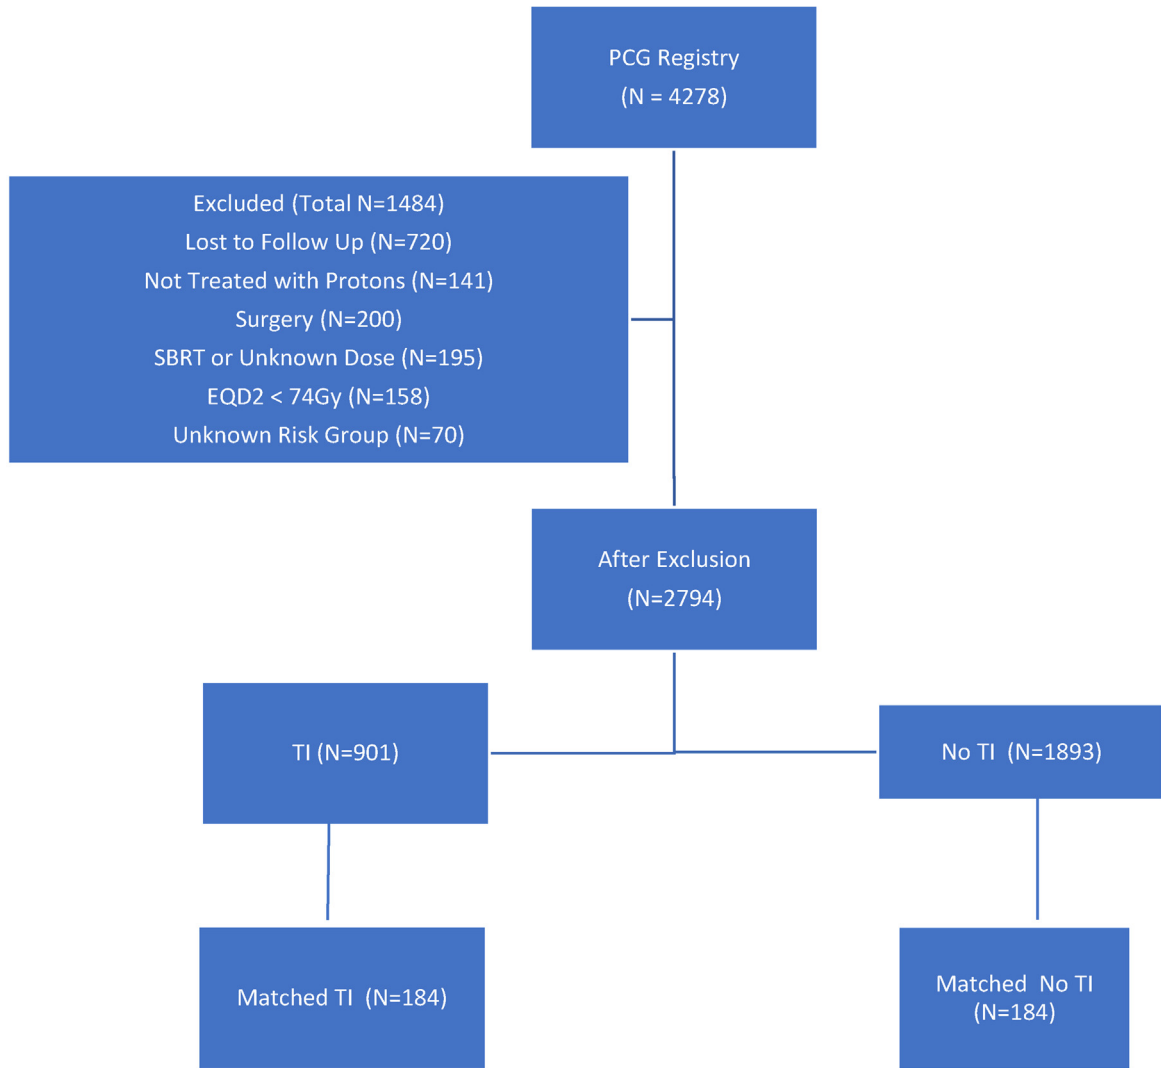 PCG Registry
(N = 4278)
Excluded (Total N=1484)
Lost to Follow Up (N=720)
Not Treated with Protons (N=141)
Surgery (N=200)
SBRT or Unknown Dose (N=195)
EQD2 < 74Gy (N=158)
Unknown Risk Group (N=70)
After Exclusion
(N=2794)
TI (N=901)
No TI  (N=1893)
Matched TI  (N=184)
Matched  No TI
(N=184)